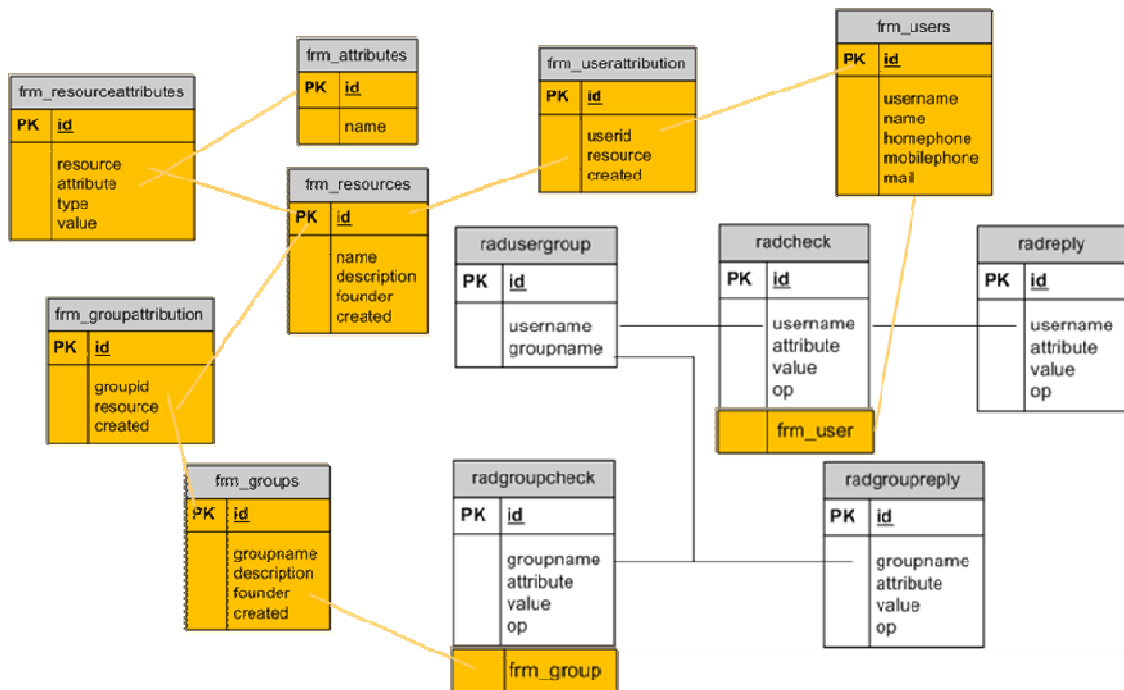 frm_users
PK id
username
name
homephone
mobilephone
mail
frm_attributes
PK id
name
frm_userattribution
PK id
userid
resource
created
frm_resourceattributes
PK id
resource
attribute
type
value
frm_resources
PK id
name
description
founder
created
radusergroup
PK id
username
groupname
radcheck
PK id
username
attribute
value
op
frm_user
radreply
PK id
username
attribute
value
op
frm_groupattribution
PK id
groupid
resource
created
frm_groups
PK id
groupname
description
founder
created
radgroupcheck
PK id
groupname
attribute
value
op
frm_group
radgroupreply
PK id
groupname
attribute
value
op